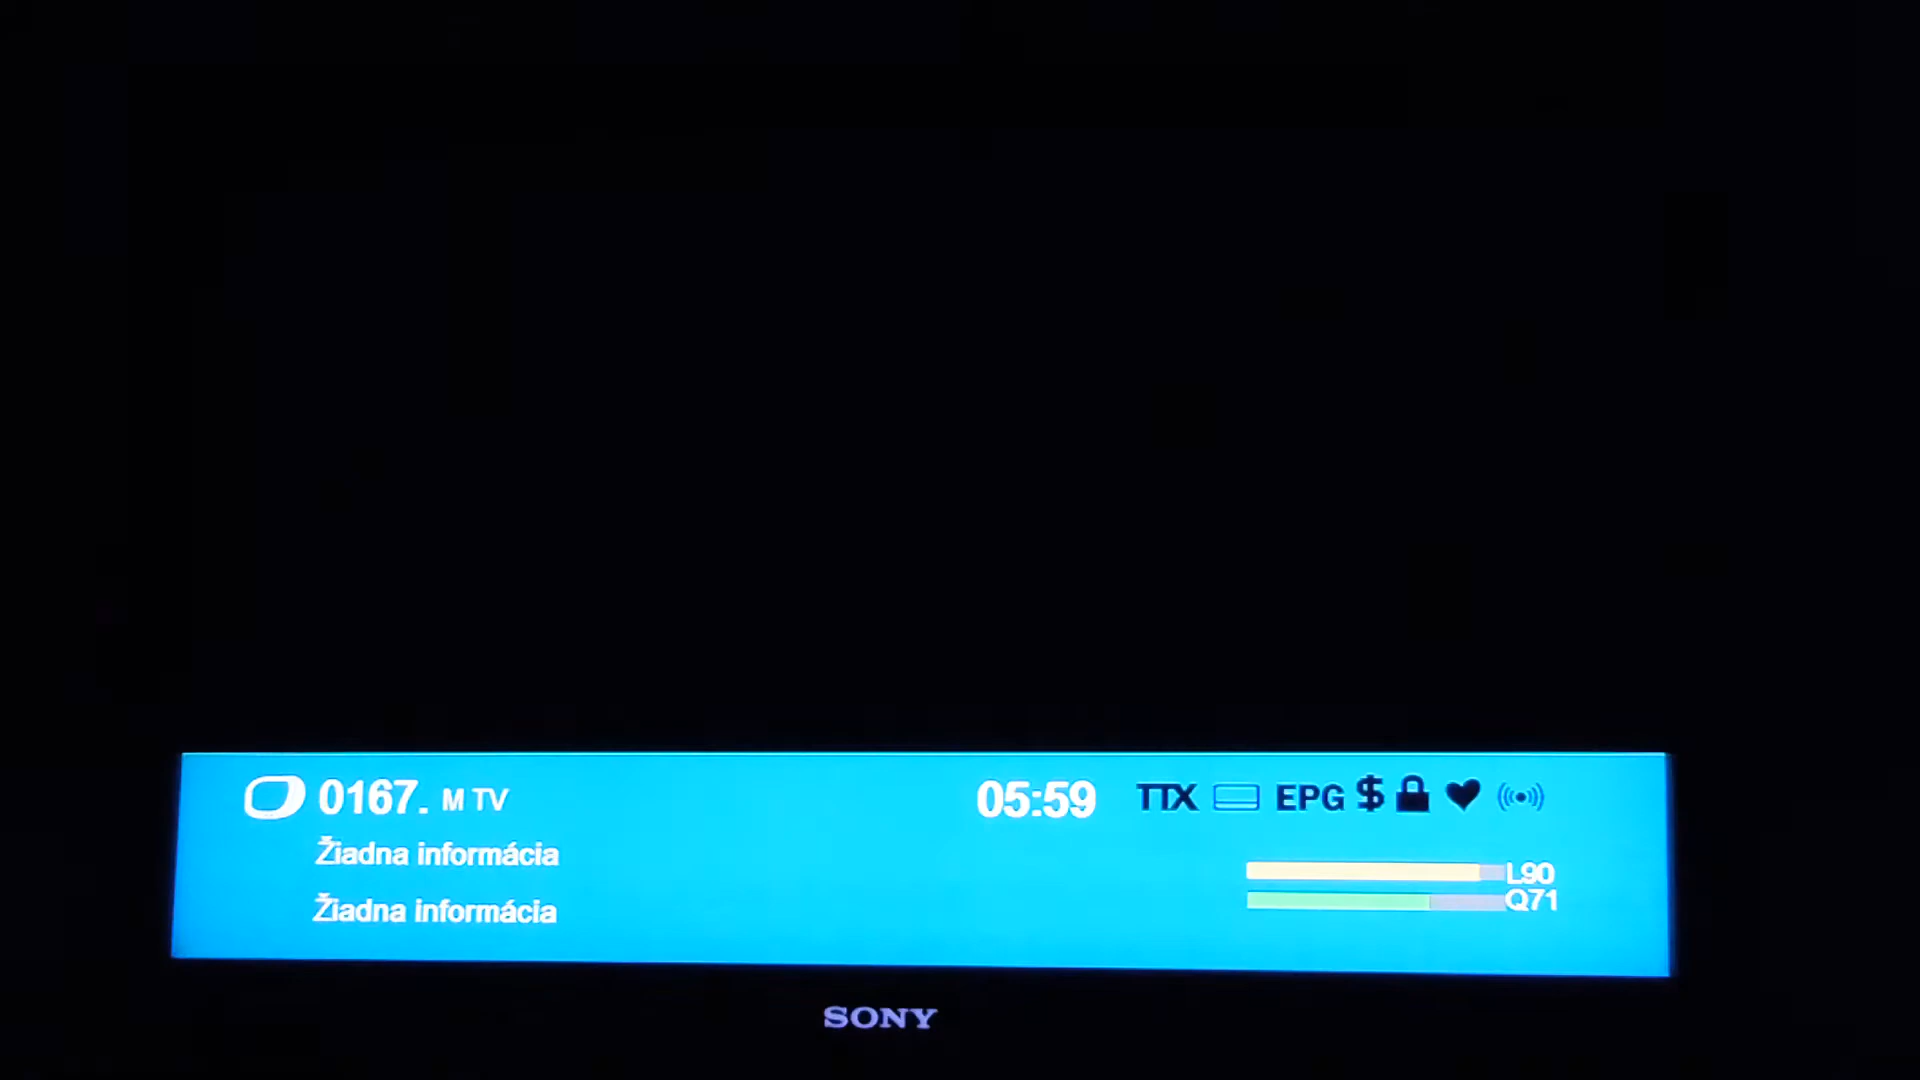 0167. M TV 05:59 TTX EPG $
Žiadna informácia
L90
Žiadna informácia
Q71
SONY